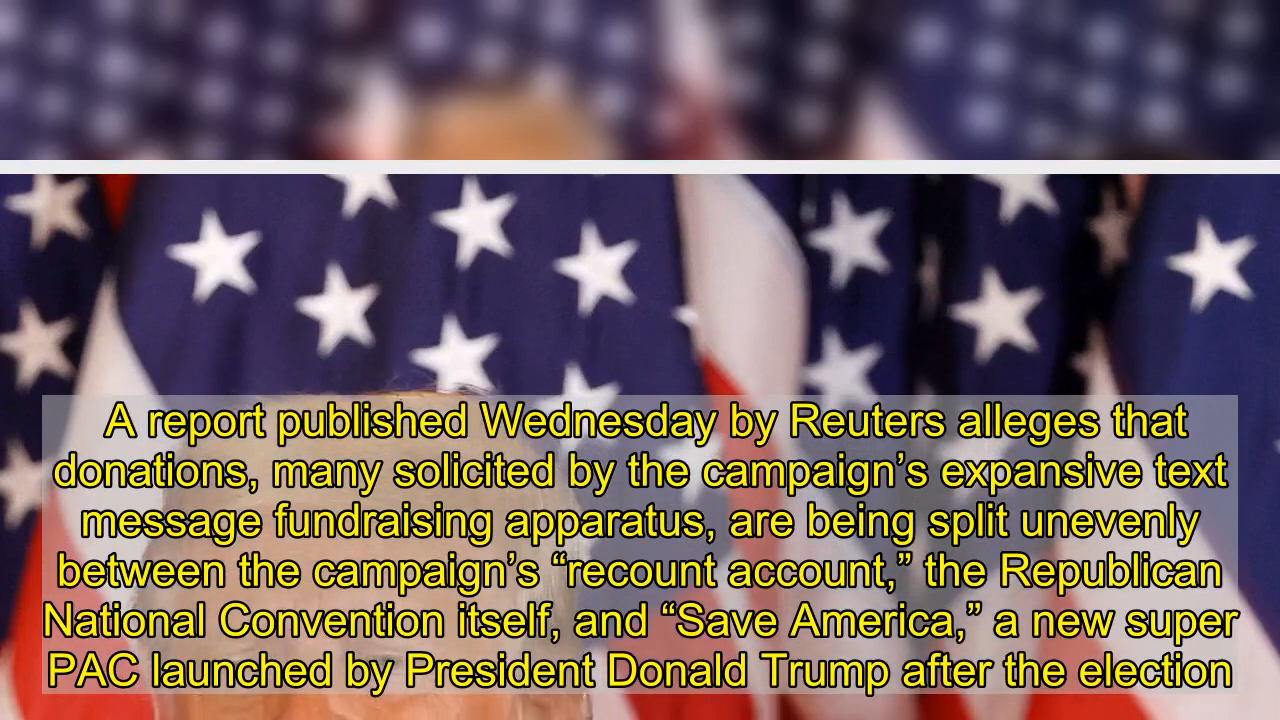 A report published Wednesday by Reuters alleges that
donations, many solicited by the campaign’s expansive text
message fundraising apparatus, are being split unevenly
between the campaign’s “recount account,” the Republican
National Convention itself, and “Save America,” a new super
PAC launched by President Donald Trump after the election